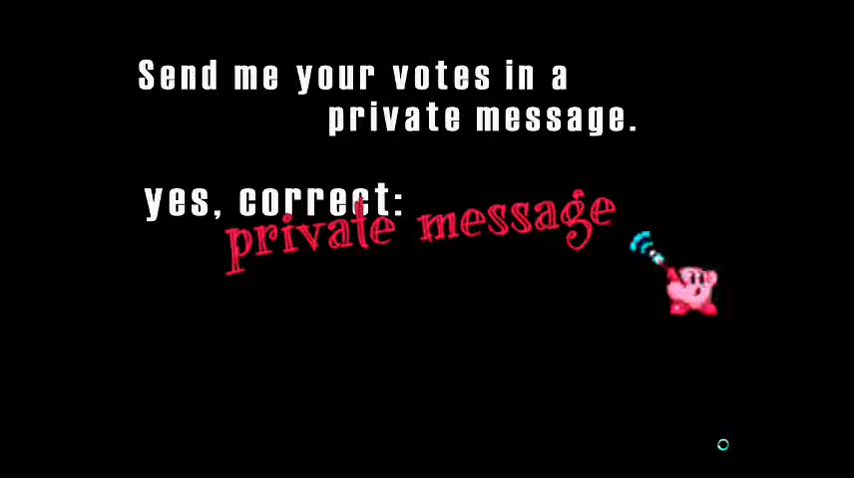 Send me your votes in a
private message.
yes, correct:
private message